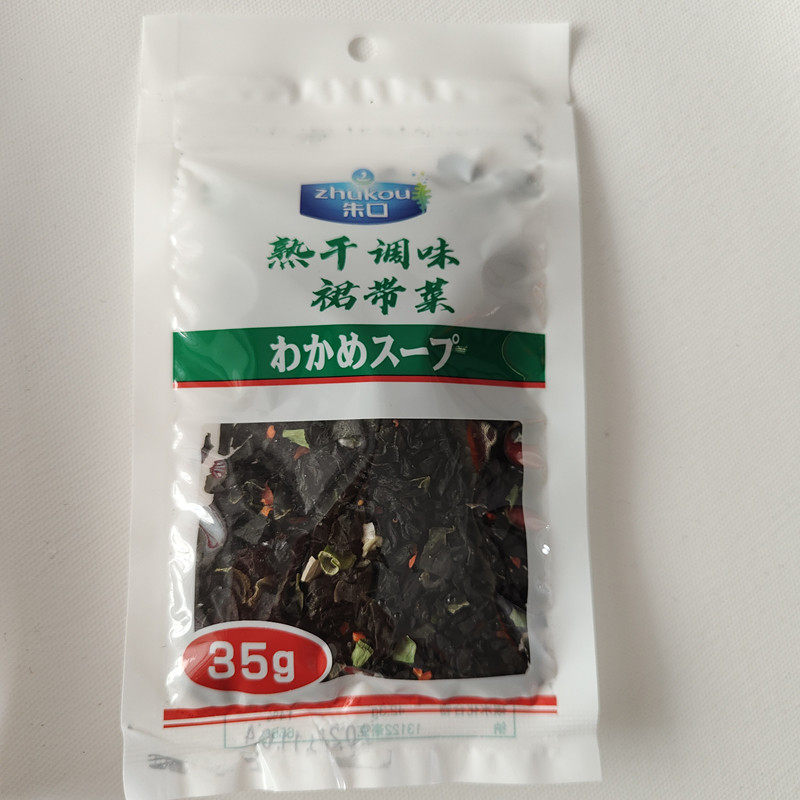 zhukou
朱口
熟干调味
裙带菜
わかめスープ
35g